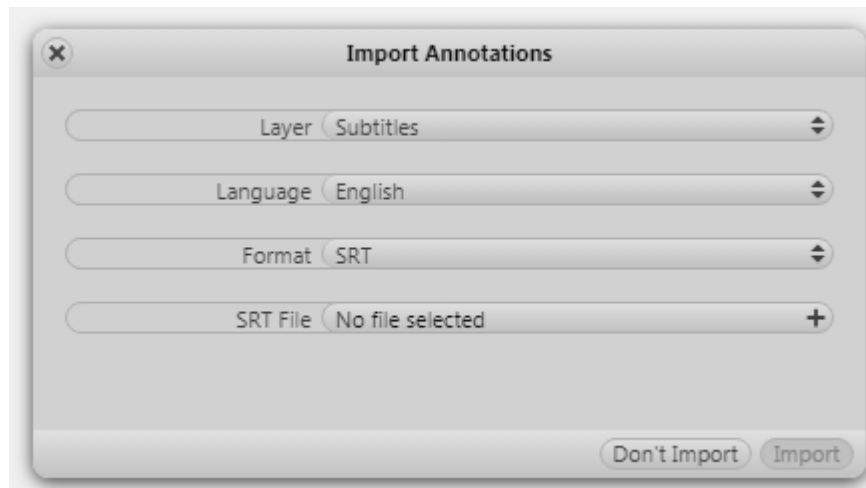 Import Annotations
Layer Subtitles
Language English
Format SRT
SRT File No file selected
Don't Import Import